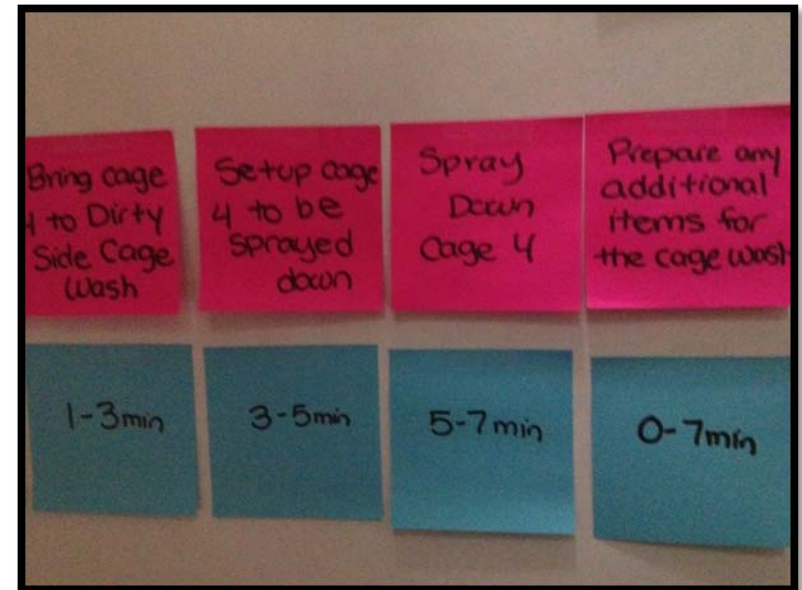 Bring cage
4 to Dirty
Side Cage
Wash
Setup cage
4 to be
sprayed
down
Spray
Down
Cage 4
Prepare any
additional
items for
the cage wash
1-3min
3-5min
5-7min
0-7min